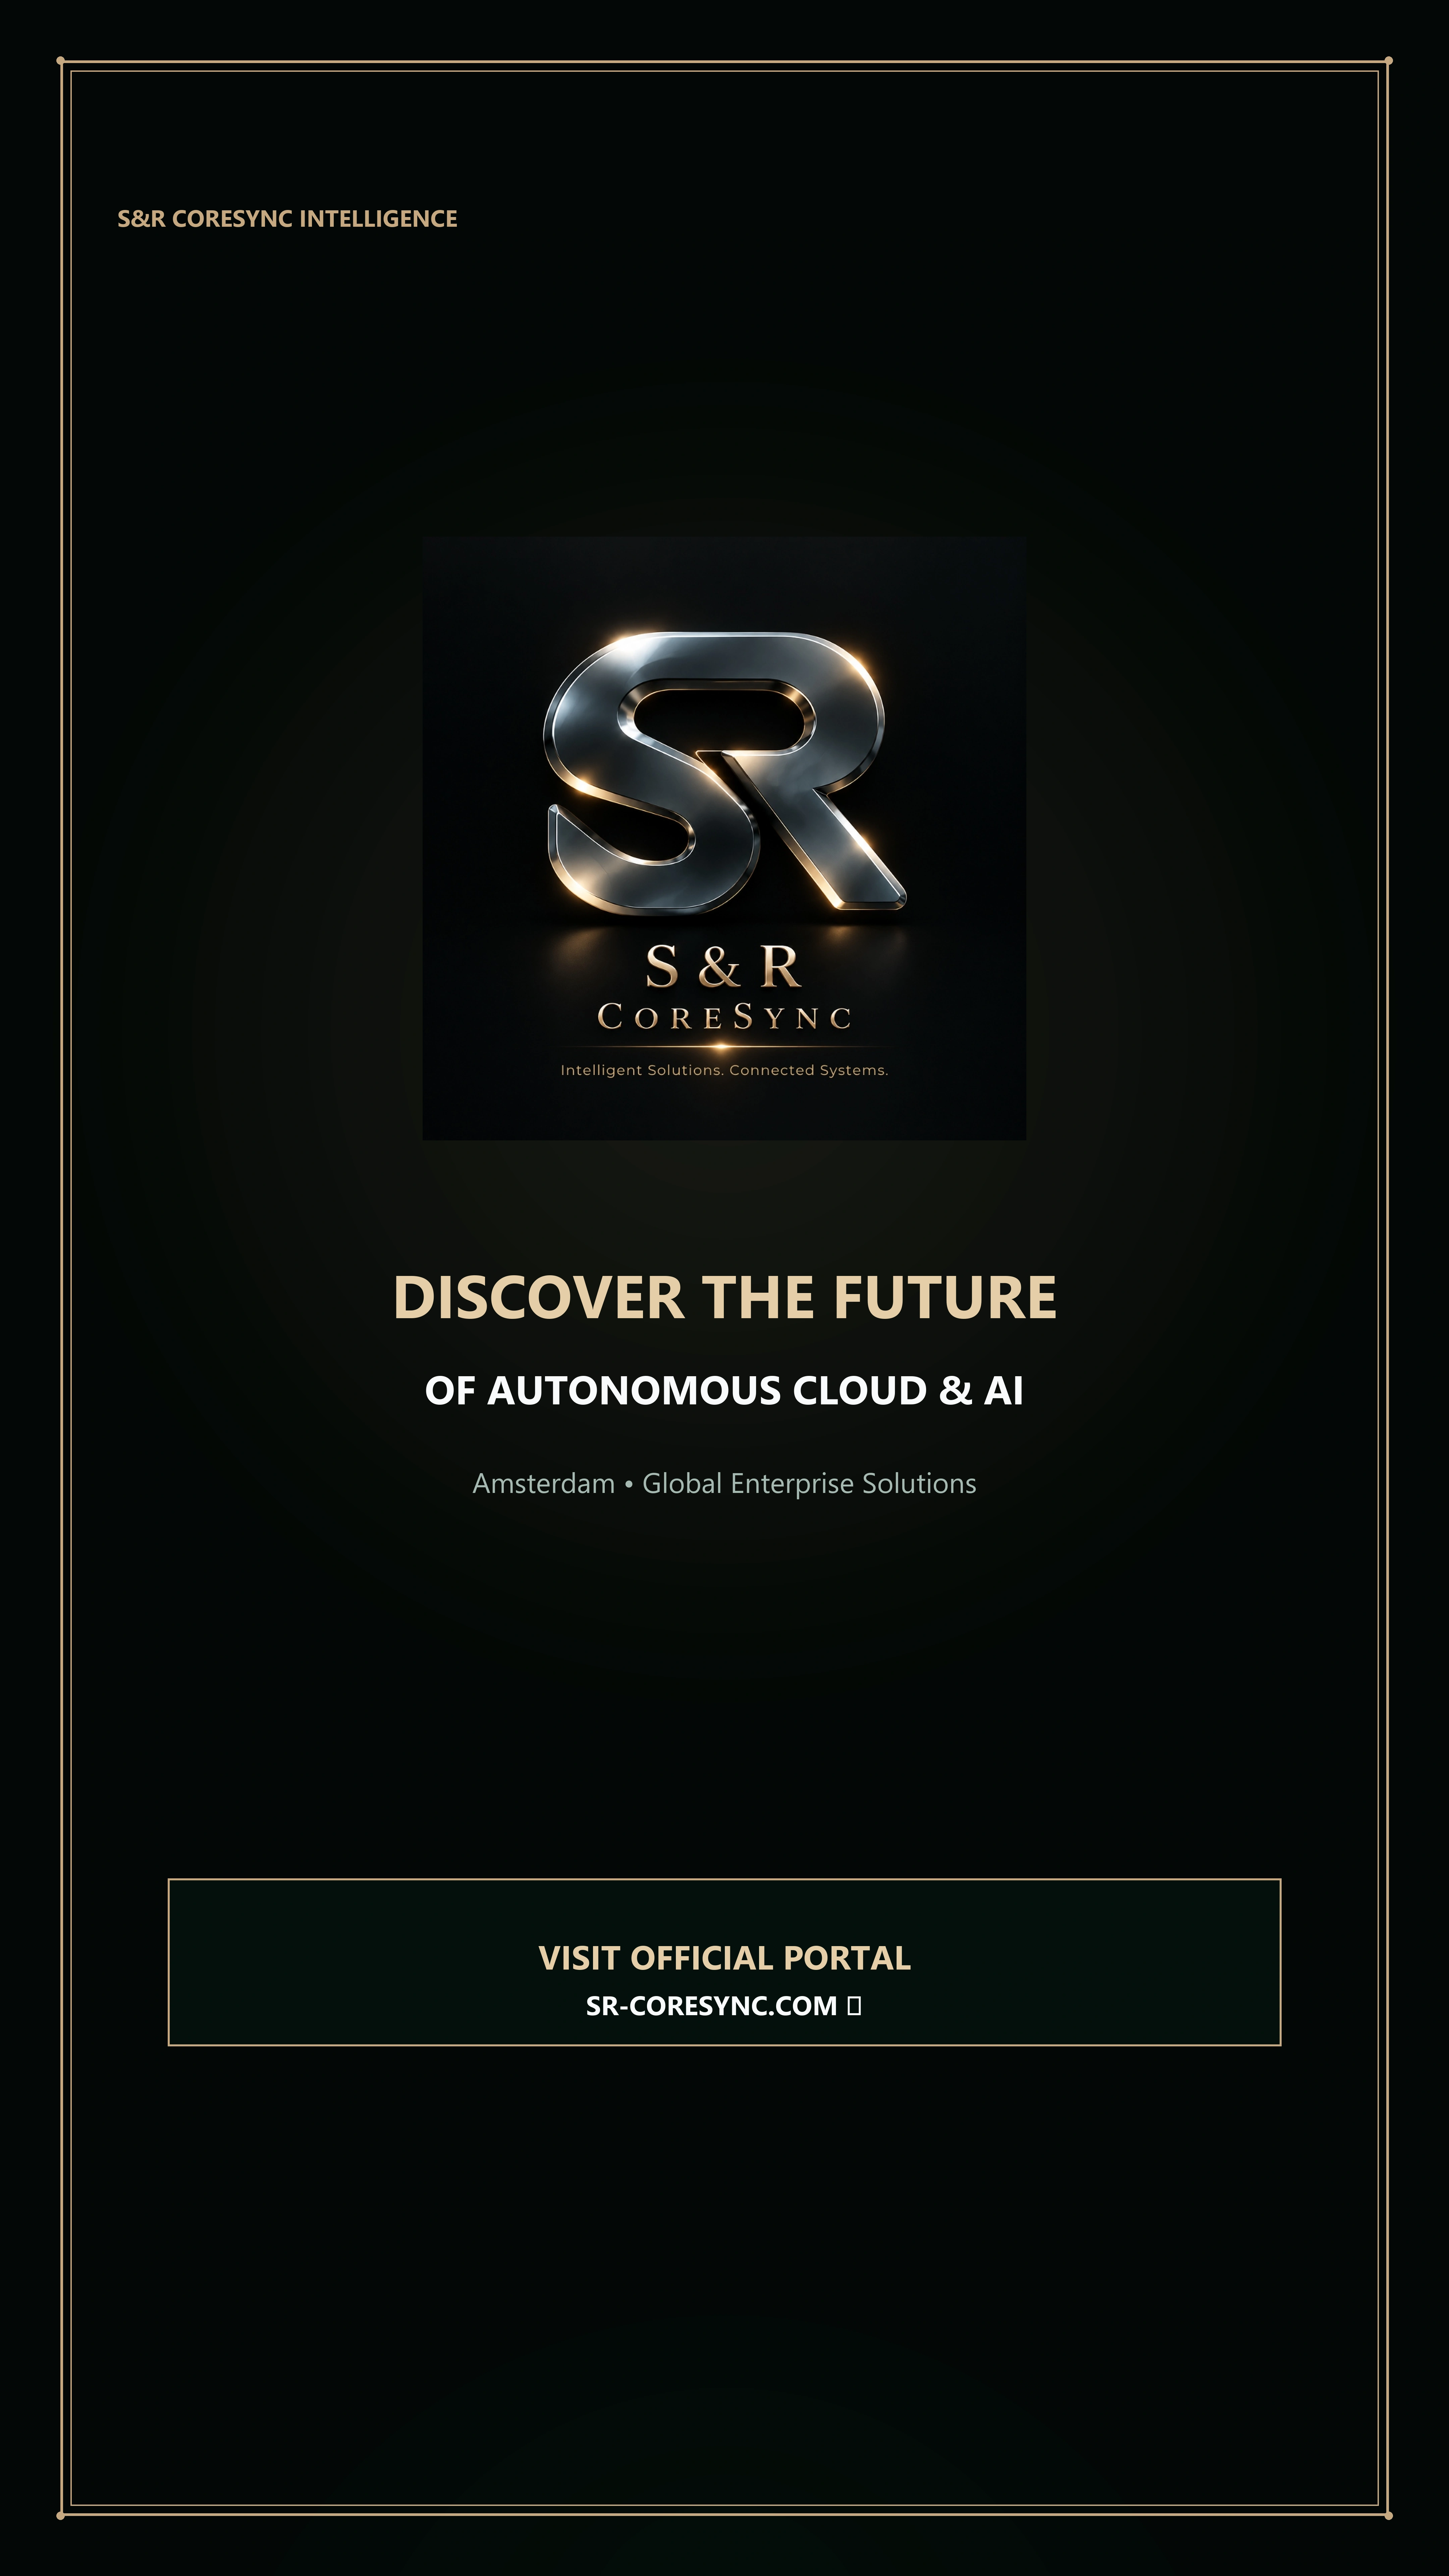 S&R CORESYNC INTELLIGENCE
SR
S & R
CORESYNC
Intelligent Solutions. Connected Systems.
DISCOVER THE FUTURE
OF AUTONOMOUS CLOUD & AI
Amsterdam • Global Enterprise Solutions
VISIT OFFICIAL PORTAL
SR-CORESYNC.COM